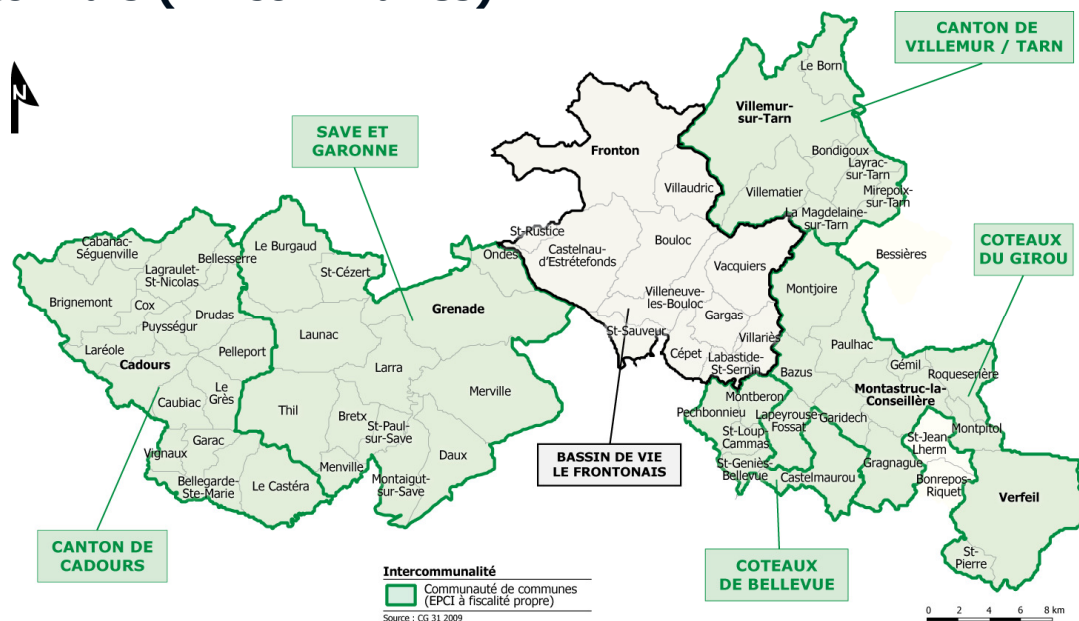 CANTON DE
VILLEMUR / TARN
Le Born
N
SAVE ET
GARONNE
Villemur-
sur-Tarn
Fronton
Bondigoux
Layrac-
sur-Tarn
Villaudric
Villematier
Mirepoix-
sur-Tarn
La Magdelaine-
sur-Tarn
St-Rustice
Cabanac-
Séguenville
Le Burgaud
Bellesserre
Ondes
Castelnau-
d'Estrétefonds
Bouloc
Vacquiers
Bessières
COTEAUX
DU GIROU
Lagraulet-
St-Nicolas
St-Cézert
Brignemont
Cox
Drudas
Puysségur
Grenade
Villeneuve-
les-Bouloc
Montjoire
Gargas
Launac
St-Sauveur
Villariès
Paulhac
Laréole
Pelleport
Cadours
Larra
Cépet
Labastide-
St-Sernin
Bazus
Gémil
Roqueserière
Le
Grès
Caubiac
Merville
Montberon
Montastruc-la-
Conseillère
Thil
Bretx
St-Paul-
sur-Save
Pechbonnieu
Lapeyrouse-
Fossat
Garidech
St-Loup-
Cammas
St-Jean-
Lherm
Montpitol
Garac
Vignaux
Daux
BASSIN DE VIE
LE FRONTONAIS
Menville
Montaigut-
sur-Save
St-Geniès-
Bellevue
Castelmaurou
Gragnague
Bonrepos-
Riquet
Bellegarde-
Ste-Marie
Le Castéra
Verfeil
CANTON DE
CADOURS
COTEAUX
DE BELLEVUE
St-
Pierre
Intercommunalité
Communauté de communes
(EPCI à fiscalité propre)
Source : CG 31 2009
0 2 4 6 8 km